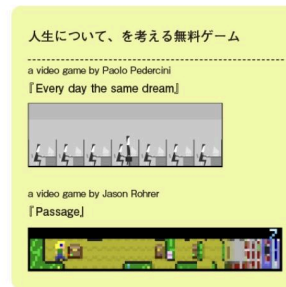 人生について、を考える無料ゲーム
a video game by Paolo Pedercini
『Every day the same dream』
a video game by Jason Rohrer
『Passage』
7